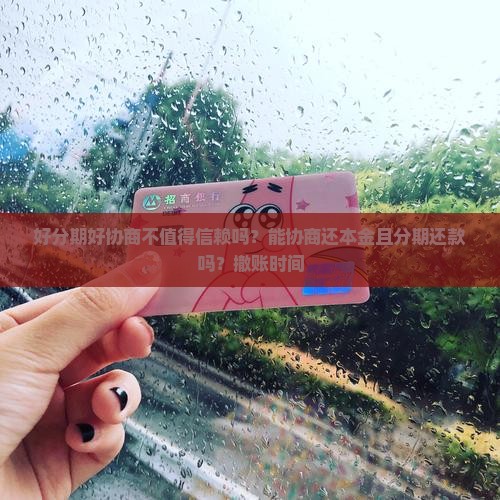 招商银行
好分期好协商不值得信赖吗？能协商还本金且分期还款
吗？撤账时间